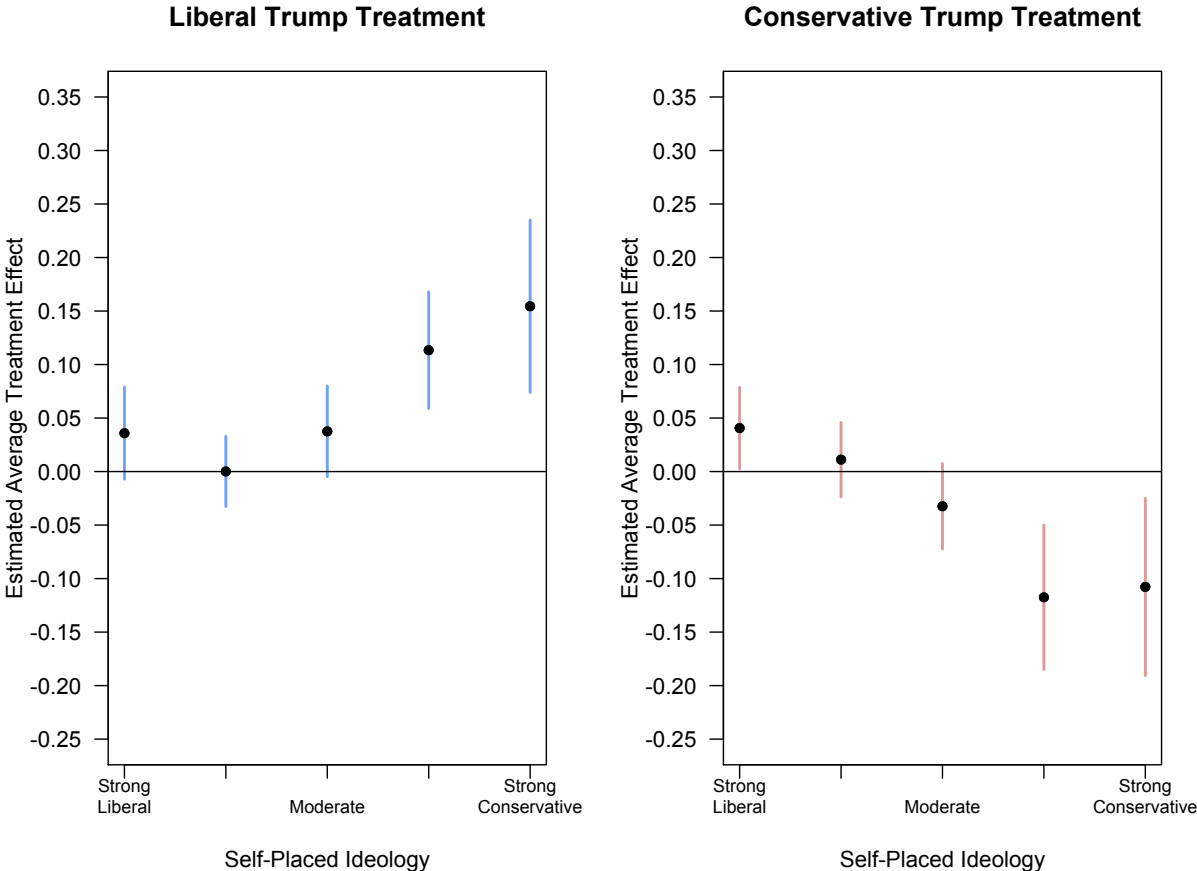 Liberal Trump Treatment
Estimated Average Treatment Effect
0.35
0.30
0.25
0.20
0.15
0.10
0.05
0.00
-0.05
-0.10
-0.15
-0.20
-0.25
Strong
Liberal
Moderate
Strong
Conservative
Self-Placed Ideology
Conservative Trump Treatment
Estimated Average Treatment Effect
0.35
0.30
0.25
0.20
0.15
0.10
0.05
0.00
-0.05
-0.10
-0.15
-0.20
-0.25
Strong
Liberal
Moderate
Strong
Conservative
Self-Placed Ideology